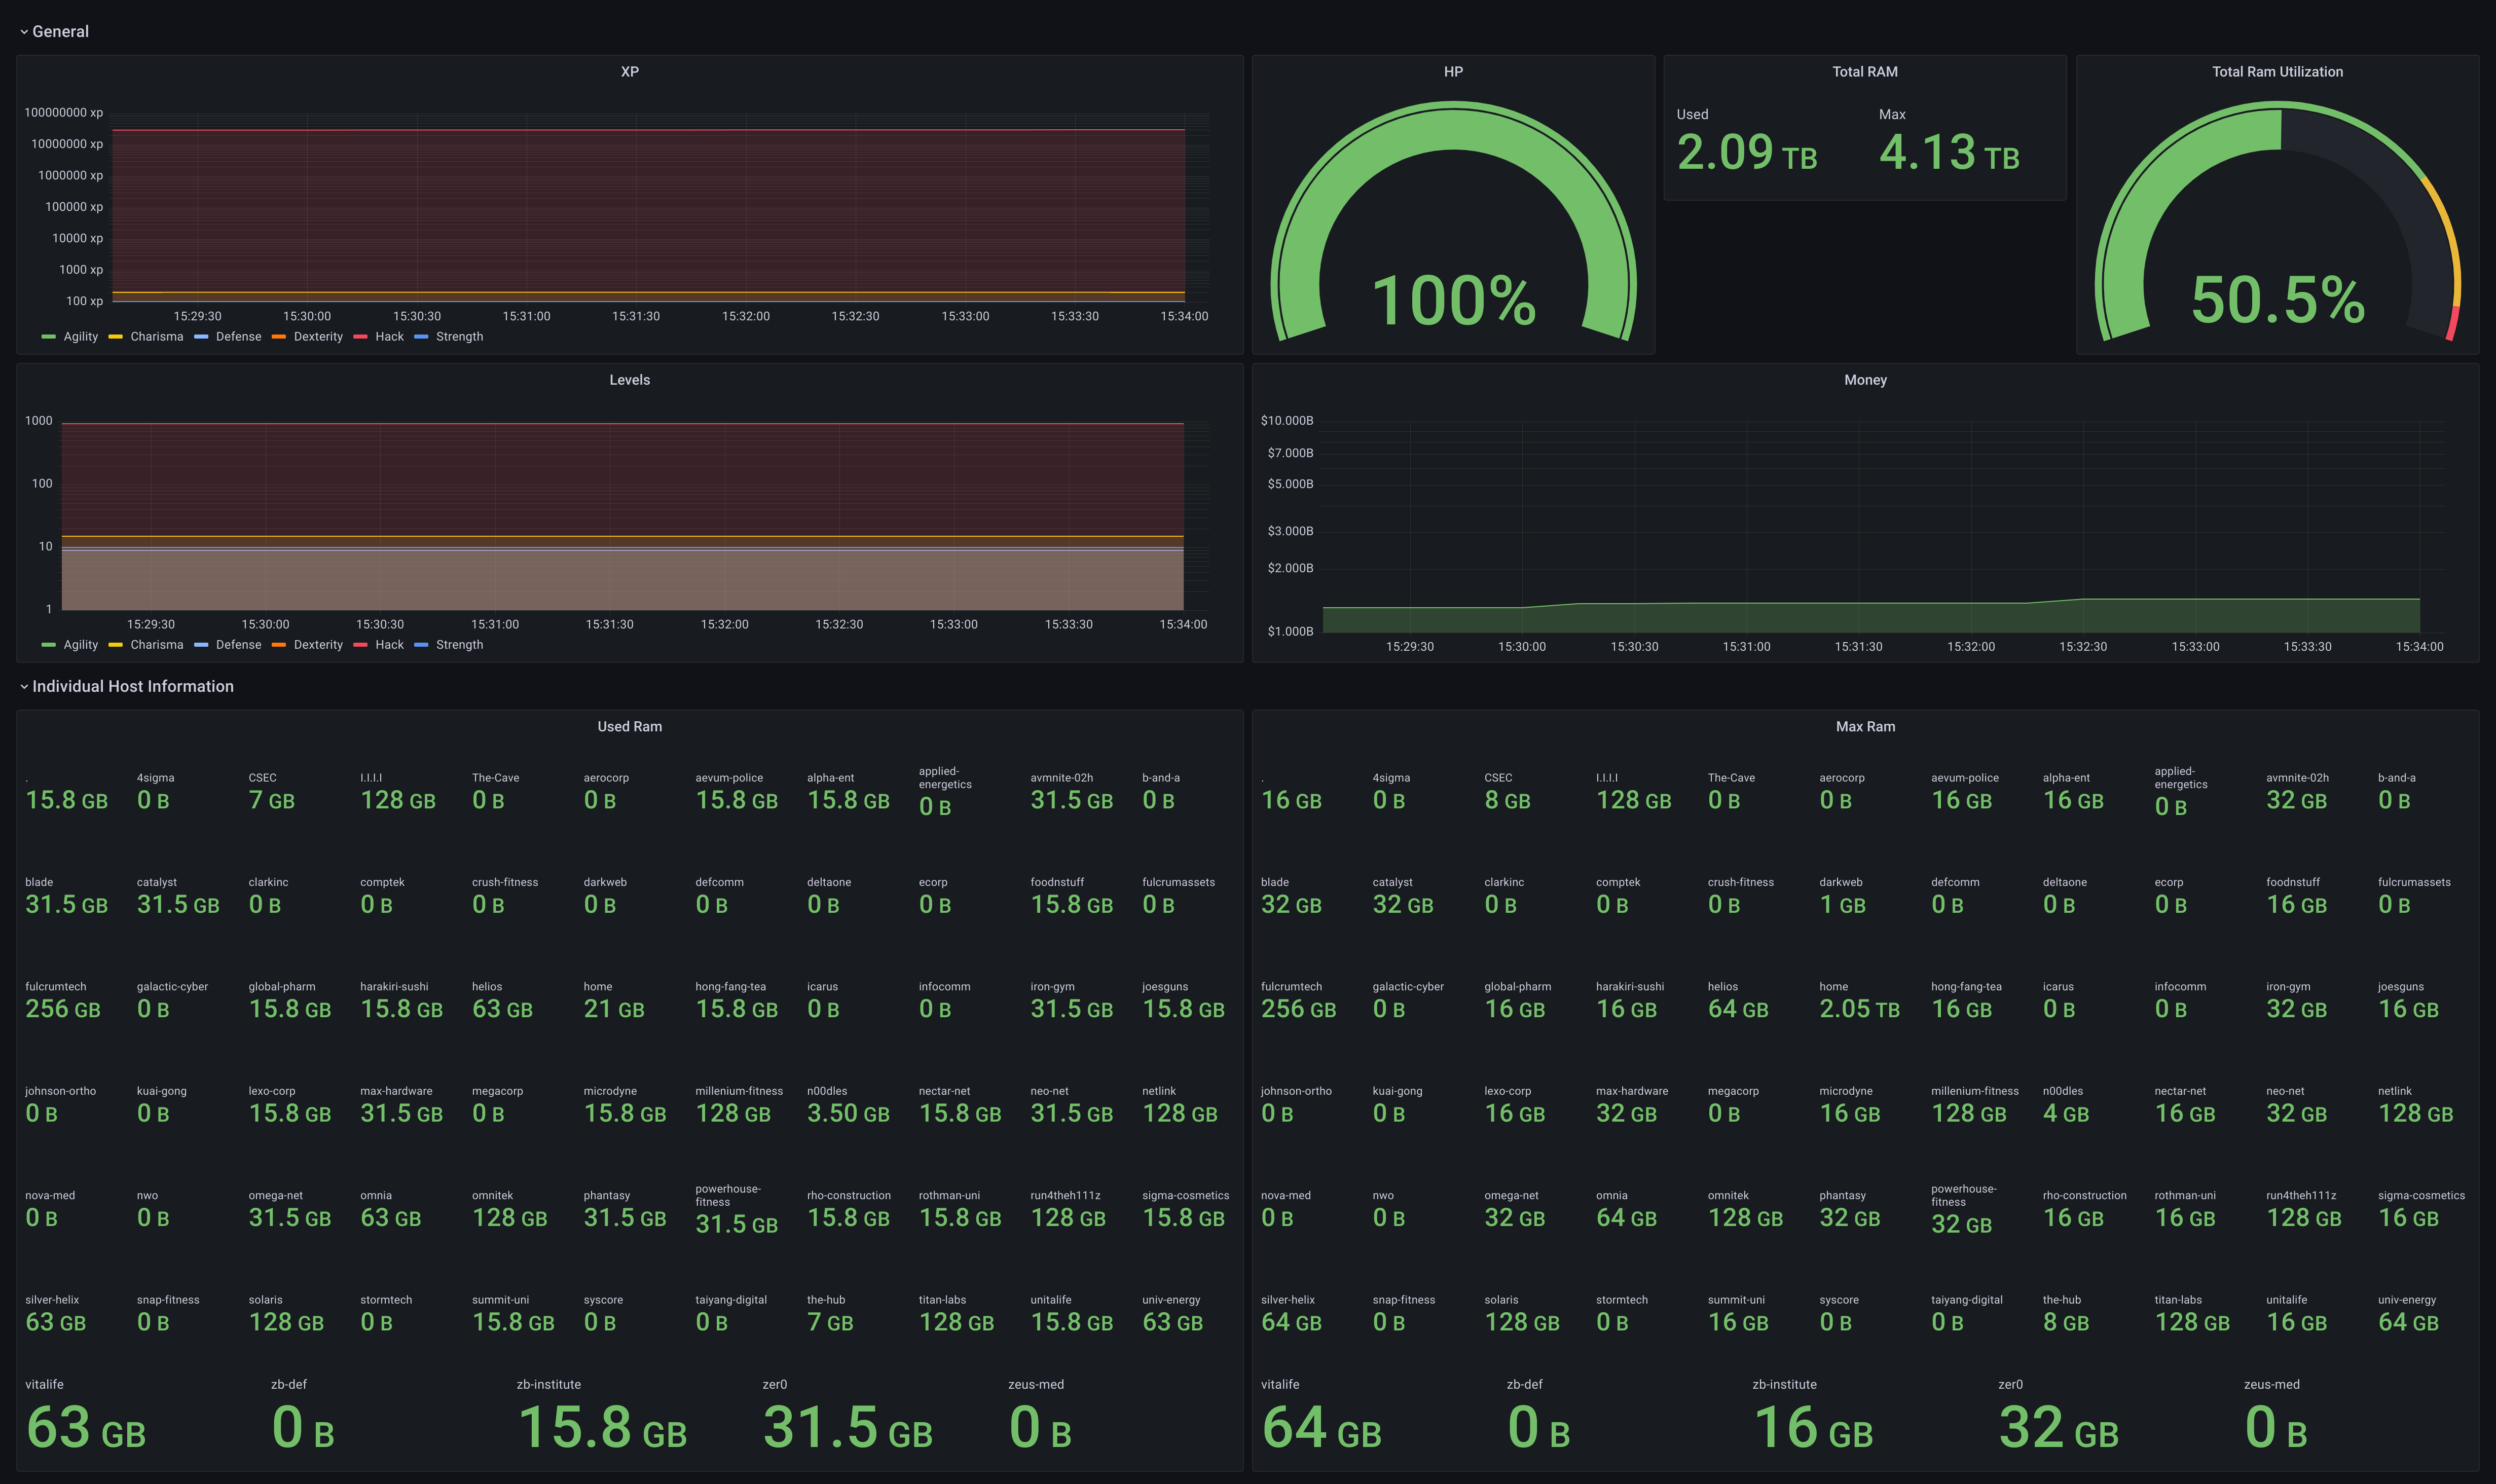 General
XP
100000000 xp
10000000 xp
1000000 xp
100000 xp
10000 xp
1000 xp
100 xp
15:29:30 15:30:00 15:30:30 15:31:00 15:31:30 15:32:00 15:32:30 15:33:00 15:33:30 15:34:00
Agility Charisma Defense Dexterity Hack Strength
HP
100%
Total RAM
Used Max
2.09 TB 4.13 TB
Total Ram Utilization
50.5%
Levels
1000
100
10
1
15:29:30 15:30:00 15:30:30 15:31:00 15:31:30 15:32:00 15:32:30 15:33:00 15:33:30 15:34:00
Agility Charisma Defense Dexterity Hack Strength
Money
$10.000B
$7.000B
$5.000B
$3.000B
$2.000B
$1.000B
15:29:30 15:30:00 15:30:30 15:31:00 15:31:30 15:32:00 15:32:30 15:33:00 15:33:30 15:34:00
Individual Host Information
Used Ram
. 4sigma CSEC I.I.I.I The-Cave aerocorp aevum-police alpha-ent applied-energetics avmnite-02h b-and-a
15.8 GB 0 B 7 GB 128 GB 0 B 0 B 15.8 GB 15.8 GB 0 B 31.5 GB 0 B
blade catalyst clarkinc comptek crush-fitness darkweb defcomm deltaone ecorp foodnstuff fulcrumassets
31.5 GB 31.5 GB 0 B 0 B 0 B 0 B 0 B 0 B 0 B 15.8 GB 0 B
fulcrumtech galactic-cyber global-pharm harakiri-sushi helios home hong-fang-tea icarus infocomm iron-gym joesguns
256 GB 0 B 15.8 GB 15.8 GB 63 GB 21 GB 15.8 GB 0 B 0 B 31.5 GB 15.8 GB
johnson-ortho kuai-gong lexo-corp max-hardware megacorp microdyne millenium-fitness n00dles nectar-net neo-net netlink
0 B 0 B 15.8 GB 31.5 GB 0 B 15.8 GB 128 GB 3.50 GB 15.8 GB 31.5 GB 128 GB
nova-med nwo omega-net omnia omnitek phantasy powerhouse-fitness rho-construction rothman-uni run4theh111z sigma-cosmetics
0 B 0 B 31.5 GB 63 GB 128 GB 31.5 GB 31.5 GB 15.8 GB 15.8 GB 128 GB 15.8 GB
silver-helix snap-fitness solaris stormtech summit-uni syscore taiyang-digital the-hub titan-labs unitalife univ-energy
63 GB 0 B 128 GB 0 B 15.8 GB 0 B 0 B 7 GB 128 GB 15.8 GB 63 GB
vitalife zb-def zb-institute zer0 zeus-med
63 GB 0 B 15.8 GB 31.5 GB 0 B
Max Ram
. 4sigma CSEC I.I.I.I The-Cave aerocorp aevum-police alpha-ent applied-energetics avmnite-02h b-and-a
16 GB 0 B 8 GB 128 GB 0 B 0 B 16 GB 16 GB 0 B 32 GB 0 B
blade catalyst clarkinc comptek crush-fitness darkweb defcomm deltaone ecorp foodnstuff fulcrumassets
32 GB 32 GB 0 B 0 B 0 B 1 GB 0 B 0 B 0 B 16 GB 0 B
fulcrumtech galactic-cyber global-pharm harakiri-sushi helios home hong-fang-tea icarus infocomm iron-gym joesguns
256 GB 0 B 16 GB 16 GB 64 GB 2.05 TB 16 GB 0 B 0 B 32 GB 16 GB
johnson-ortho kuai-gong lexo-corp max-hardware megacorp microdyne millenium-fitness n00dles nectar-net neo-net netlink
0 B 0 B 16 GB 32 GB 0 B 16 GB 128 GB 4 GB 16 GB 32 GB 128 GB
nova-med nwo omega-net omnia omnitek phantasy powerhouse-fitness rho-construction rothman-uni run4theh111z sigma-cosmetics
0 B 0 B 32 GB 64 GB 128 GB 32 GB 32 GB 16 GB 16 GB 128 GB 16 GB
silver-helix snap-fitness solaris stormtech summit-uni syscore taiyang-digital the-hub titan-labs unitalife univ-energy
64 GB 0 B 128 GB 0 B 16 GB 0 B 0 B 8 GB 128 GB 16 GB 64 GB
vitalife zb-def zb-institute zer0 zeus-med
64 GB 0 B 16 GB 32 GB 0 B